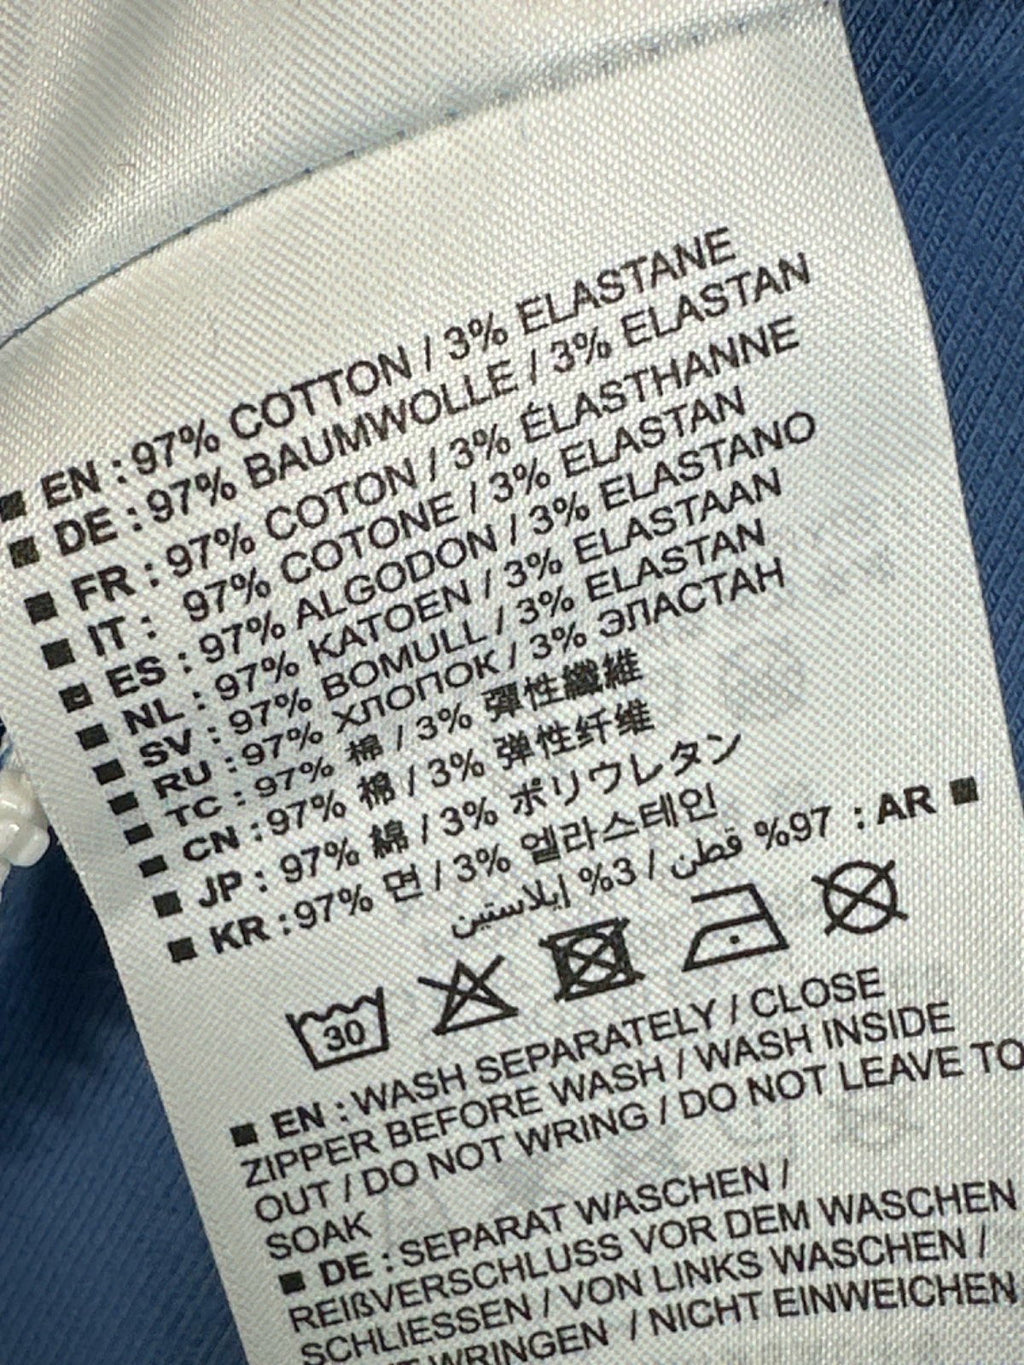 ■ EN : 97% COTTON / 3% ELASTANE
■ DE : 97% BAUMWOLLE / 3% ELASTAN
■ FR : 97% COTON / 3% ÉLASTHANNE
■ IT : 97% COTONE / 3% ELASTAN
■ ES : 97% ALGODON / 3% ELASTANO
■ NL : 97% KATOEN / 3% ELASTAAN
■ SV : 97% BOMULL / 3% ELASTAN
■ RU : 97% ХЛОПОК / 3% ЭЛАСТАН
■ TC : 97% 棉 / 3% 彈性纖維
■ CN : 97% 棉 / 3% 弹性纤维
■ JP : 97% 綿 / 3% ポリウレタン
■ KR : 97% 면 / 3% 엘라스테인
■ AR : 97% قطن / 3% إيلاستين
30
■ EN : WASH SEPARATELY / CLOSE
ZIPPER BEFORE WASH / WASH INSIDE
OUT / DO NOT WRING / DO NOT LEAVE TO
SOAK
■ DE : SEPARAT WASCHEN /
REIßVERSCHLUSS VOR DEM WASCHEN
SCHLIESSEN / VON LINKS WASCHEN /
WRINGEN / NICHT EINWEICHEN